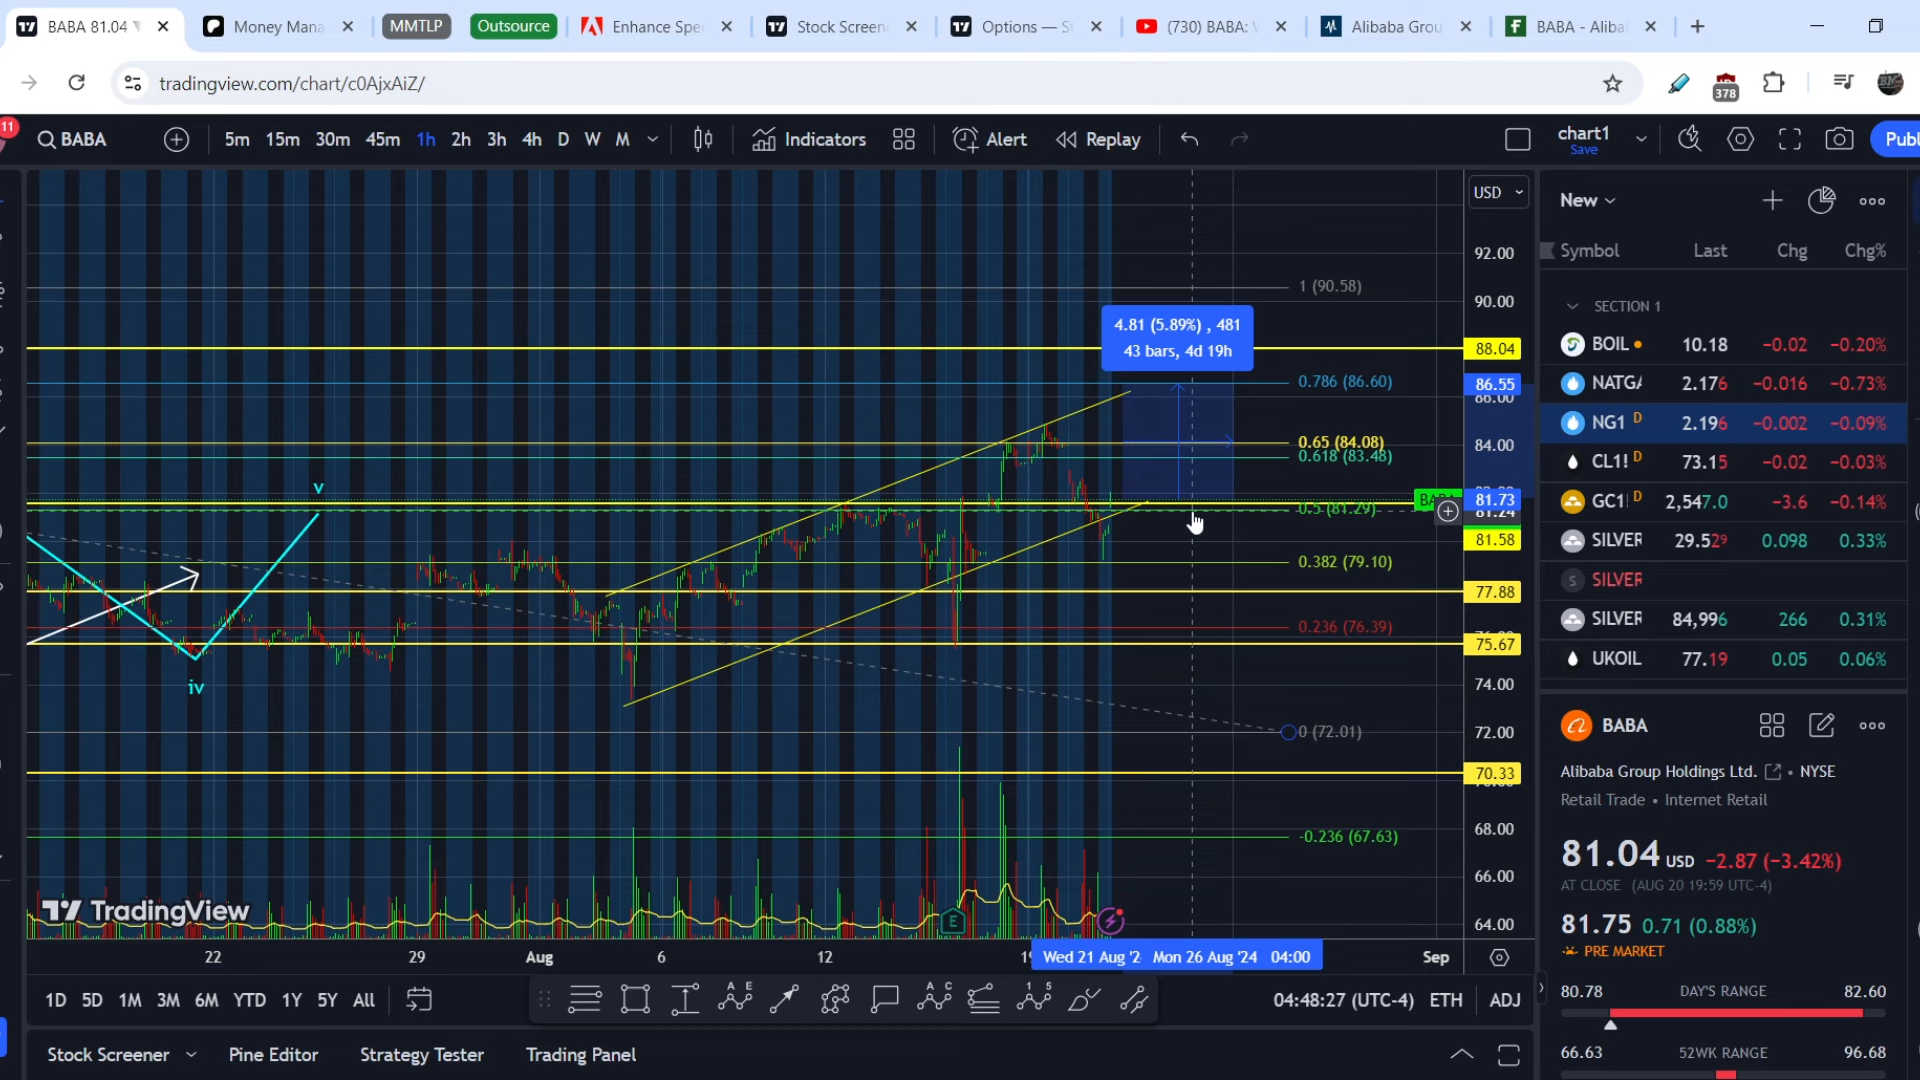 BABA 81.04
Money Mana
MMTLP
Outsource
Enhance Spe
Stock Screen
Options — St
(730) BABA:
Alibaba Grou
BABA - Aliba
tradingview.com/chart/c0AjxAiZ/
378
11
BABA
5m 15m 30m 45m 1h 2h 3h 4h D W M
Indicators
Alert
Replay
chart1
Save
Publ
USD
92.00
90.00
88.04
86.55
86.00
84.00
81.73
81.24
81.58
77.88
75.67
74.00
72.00
70.33
68.00
66.00
64.00
1 (90.58)
4.81 (5.89%) , 481
43 bars, 4d 19h
0.786 (86.60)
0.65 (84.08)
0.618 (83.48)
0.5 (81.29)
0.382 (79.10)
0.236 (76.39)
0 (72.01)
-0.236 (67.63)
v
iv
E
TradingView
22 29 Aug 6 12 19
Wed 21 Aug '2
Mon 26 Aug '24 04:00
Sep
1D 5D 1M 3M 6M YTD 1Y 5Y All
A E
A C
1 5
04:48:27 (UTC-4) ETH ADJ
Stock Screener
Pine Editor
Strategy Tester
Trading Panel
New
Symbol Last Chg Chg%
SECTION 1
BOIL 10.18 −0.02 −0.20%
NATGA 2.176 −0.016 −0.73%
NG1 D 2.196 −0.002 −0.09%
CL1! D 73.15 −0.02 −0.03%
GC1! D 2,547.0 −3.6 −0.14%
SILVER 29.529 0.098 0.33%
S SILVER
SILVER 84,996 266 0.31%
UKOIL 77.19 0.05 0.06%
BABA
Alibaba Group Holdings Ltd. • NYSE
Retail Trade • Internet Retail
81.04 USD −2.87 (−3.42%)
AT CLOSE (AUG 20 19:59 UTC-4)
81.75 0.71 (0.88%)
PRE MARKET
80.78 DAY'S RANGE 82.60
66.63 52WK RANGE 96.68